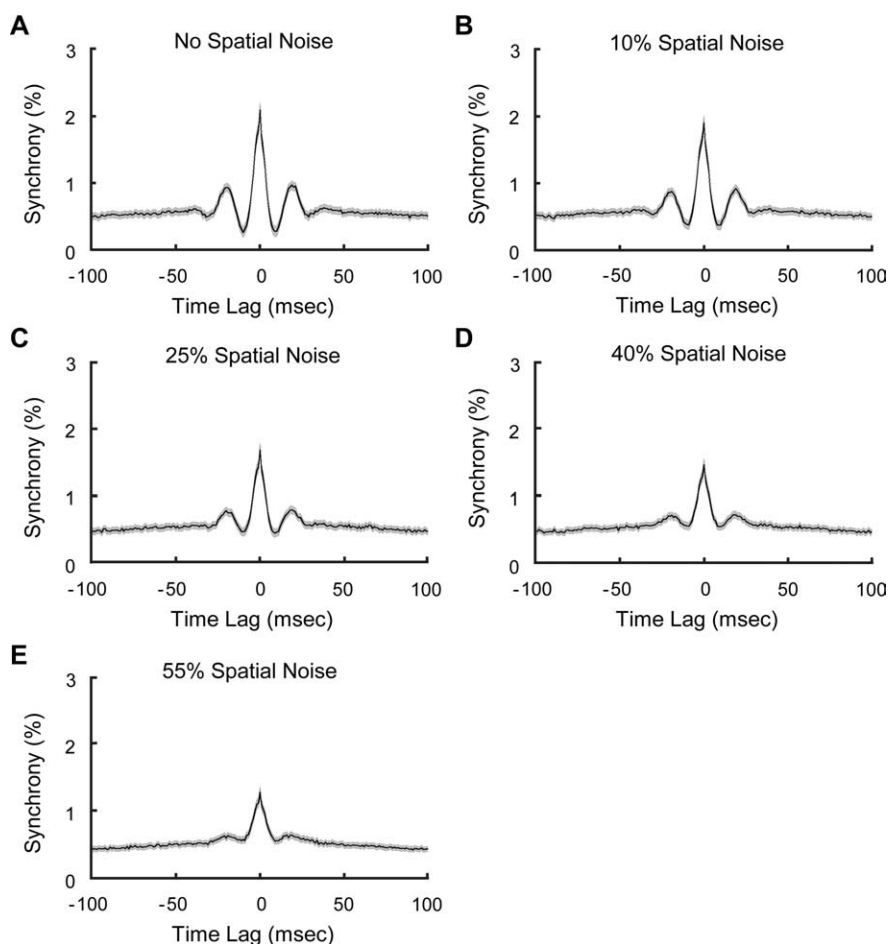 A
No Spatial Noise
3
2
1
0
Synchrony (%)
-100 -50 0 50 100
Time Lag (msec)
B
10% Spatial Noise
3
2
1
0
Synchrony (%)
-100 -50 0 50 100
Time Lag (msec)
C
25% Spatial Noise
3
2
1
0
Synchrony (%)
-100 -50 0 50 100
Time Lag (msec)
D
40% Spatial Noise
3
2
1
0
Synchrony (%)
-100 -50 0 50 100
Time Lag (msec)
E
55% Spatial Noise
3
2
1
0
Synchrony (%)
-100 -50 0 50 100
Time Lag (msec)